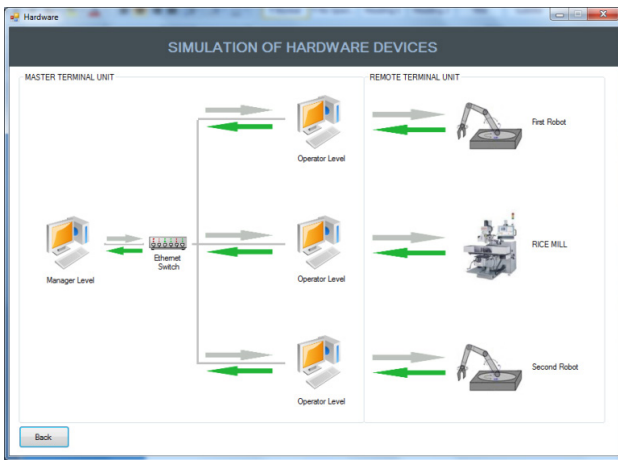 Hardware
SIMULATION OF HARDWARE DEVICES
MASTER TERMINAL UNIT
REMOTE TERMINAL UNIT
Operator Level
First Robot
Manager Level
Ethernet
Switch
Operator Level
RICE MILL
Operator Level
Second Robot
Back